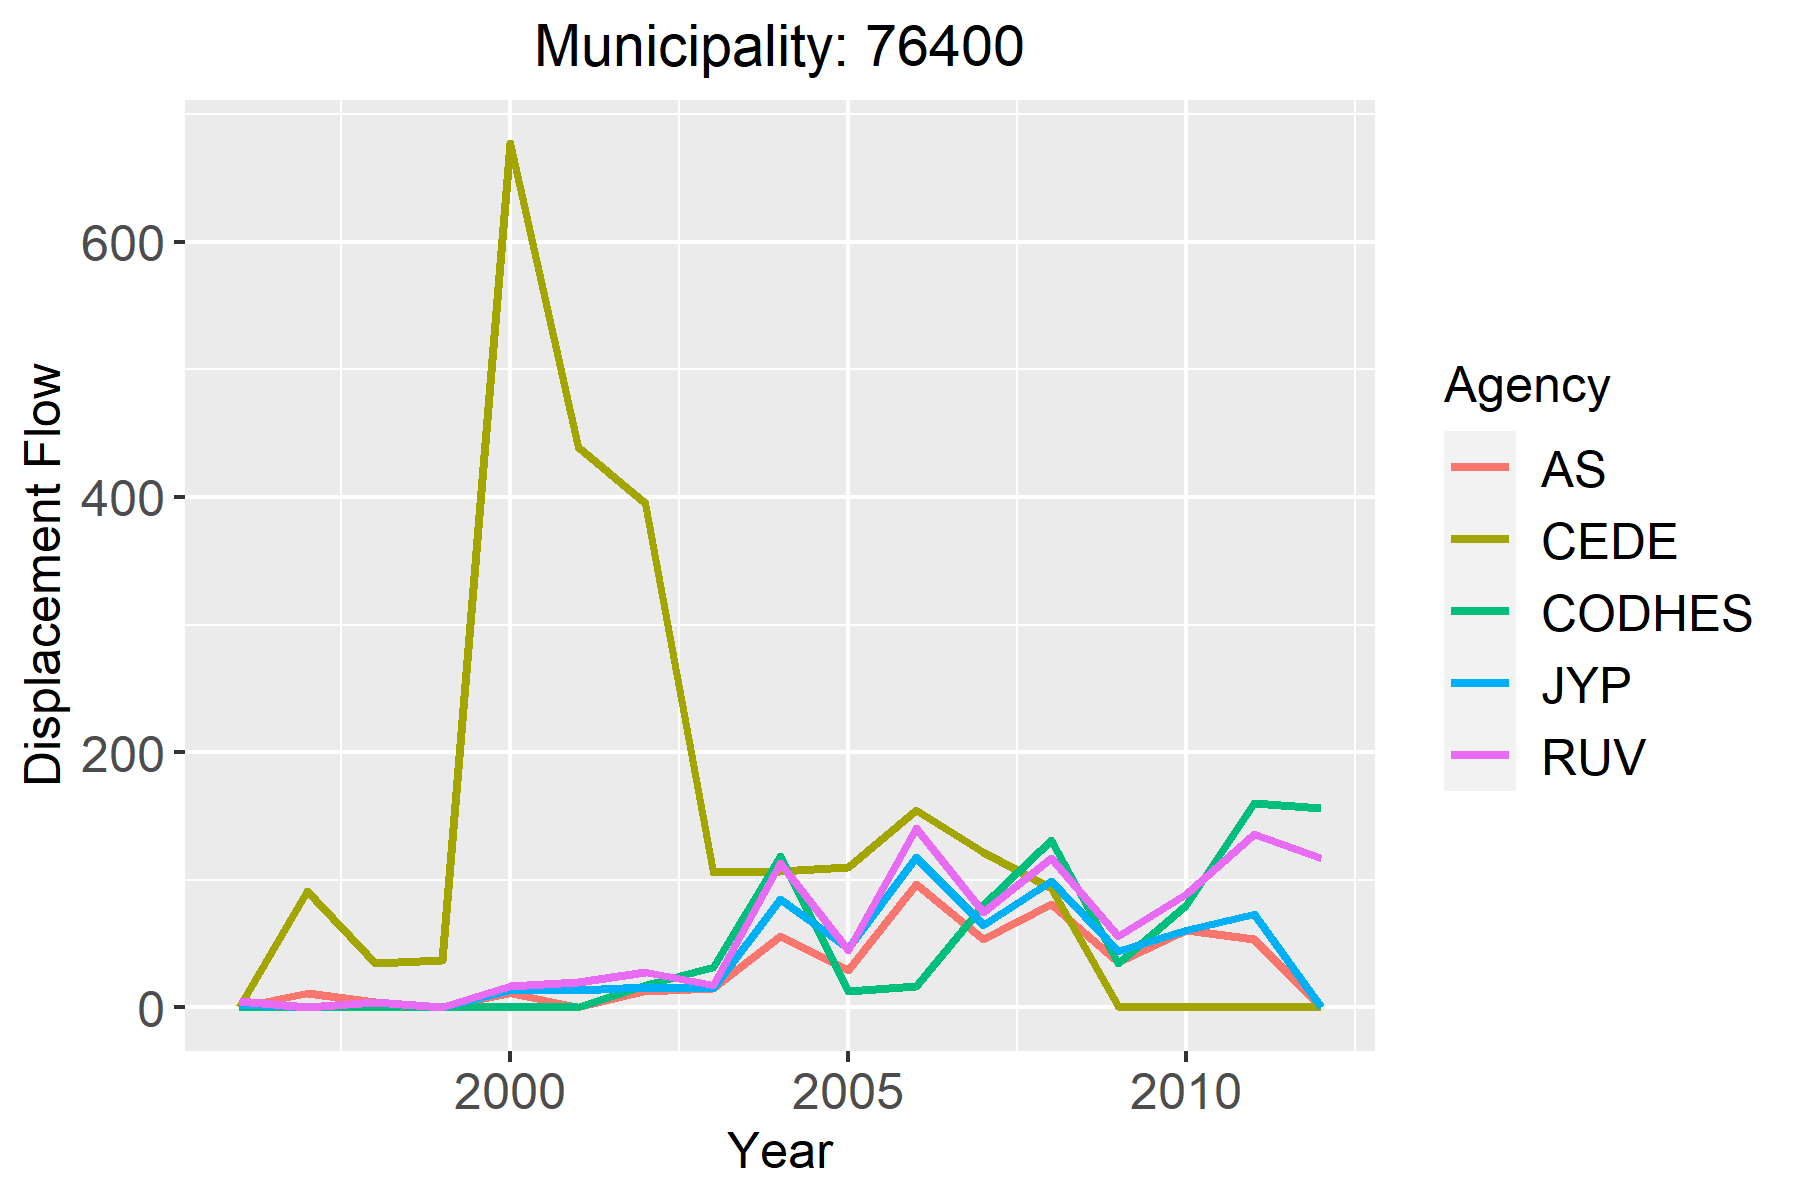 Municipality: 76400
Displacement Flow
600
400
200
0
2000
2005
2010
Year
Agency
AS
CEDE
CODHES
JYP
RUV